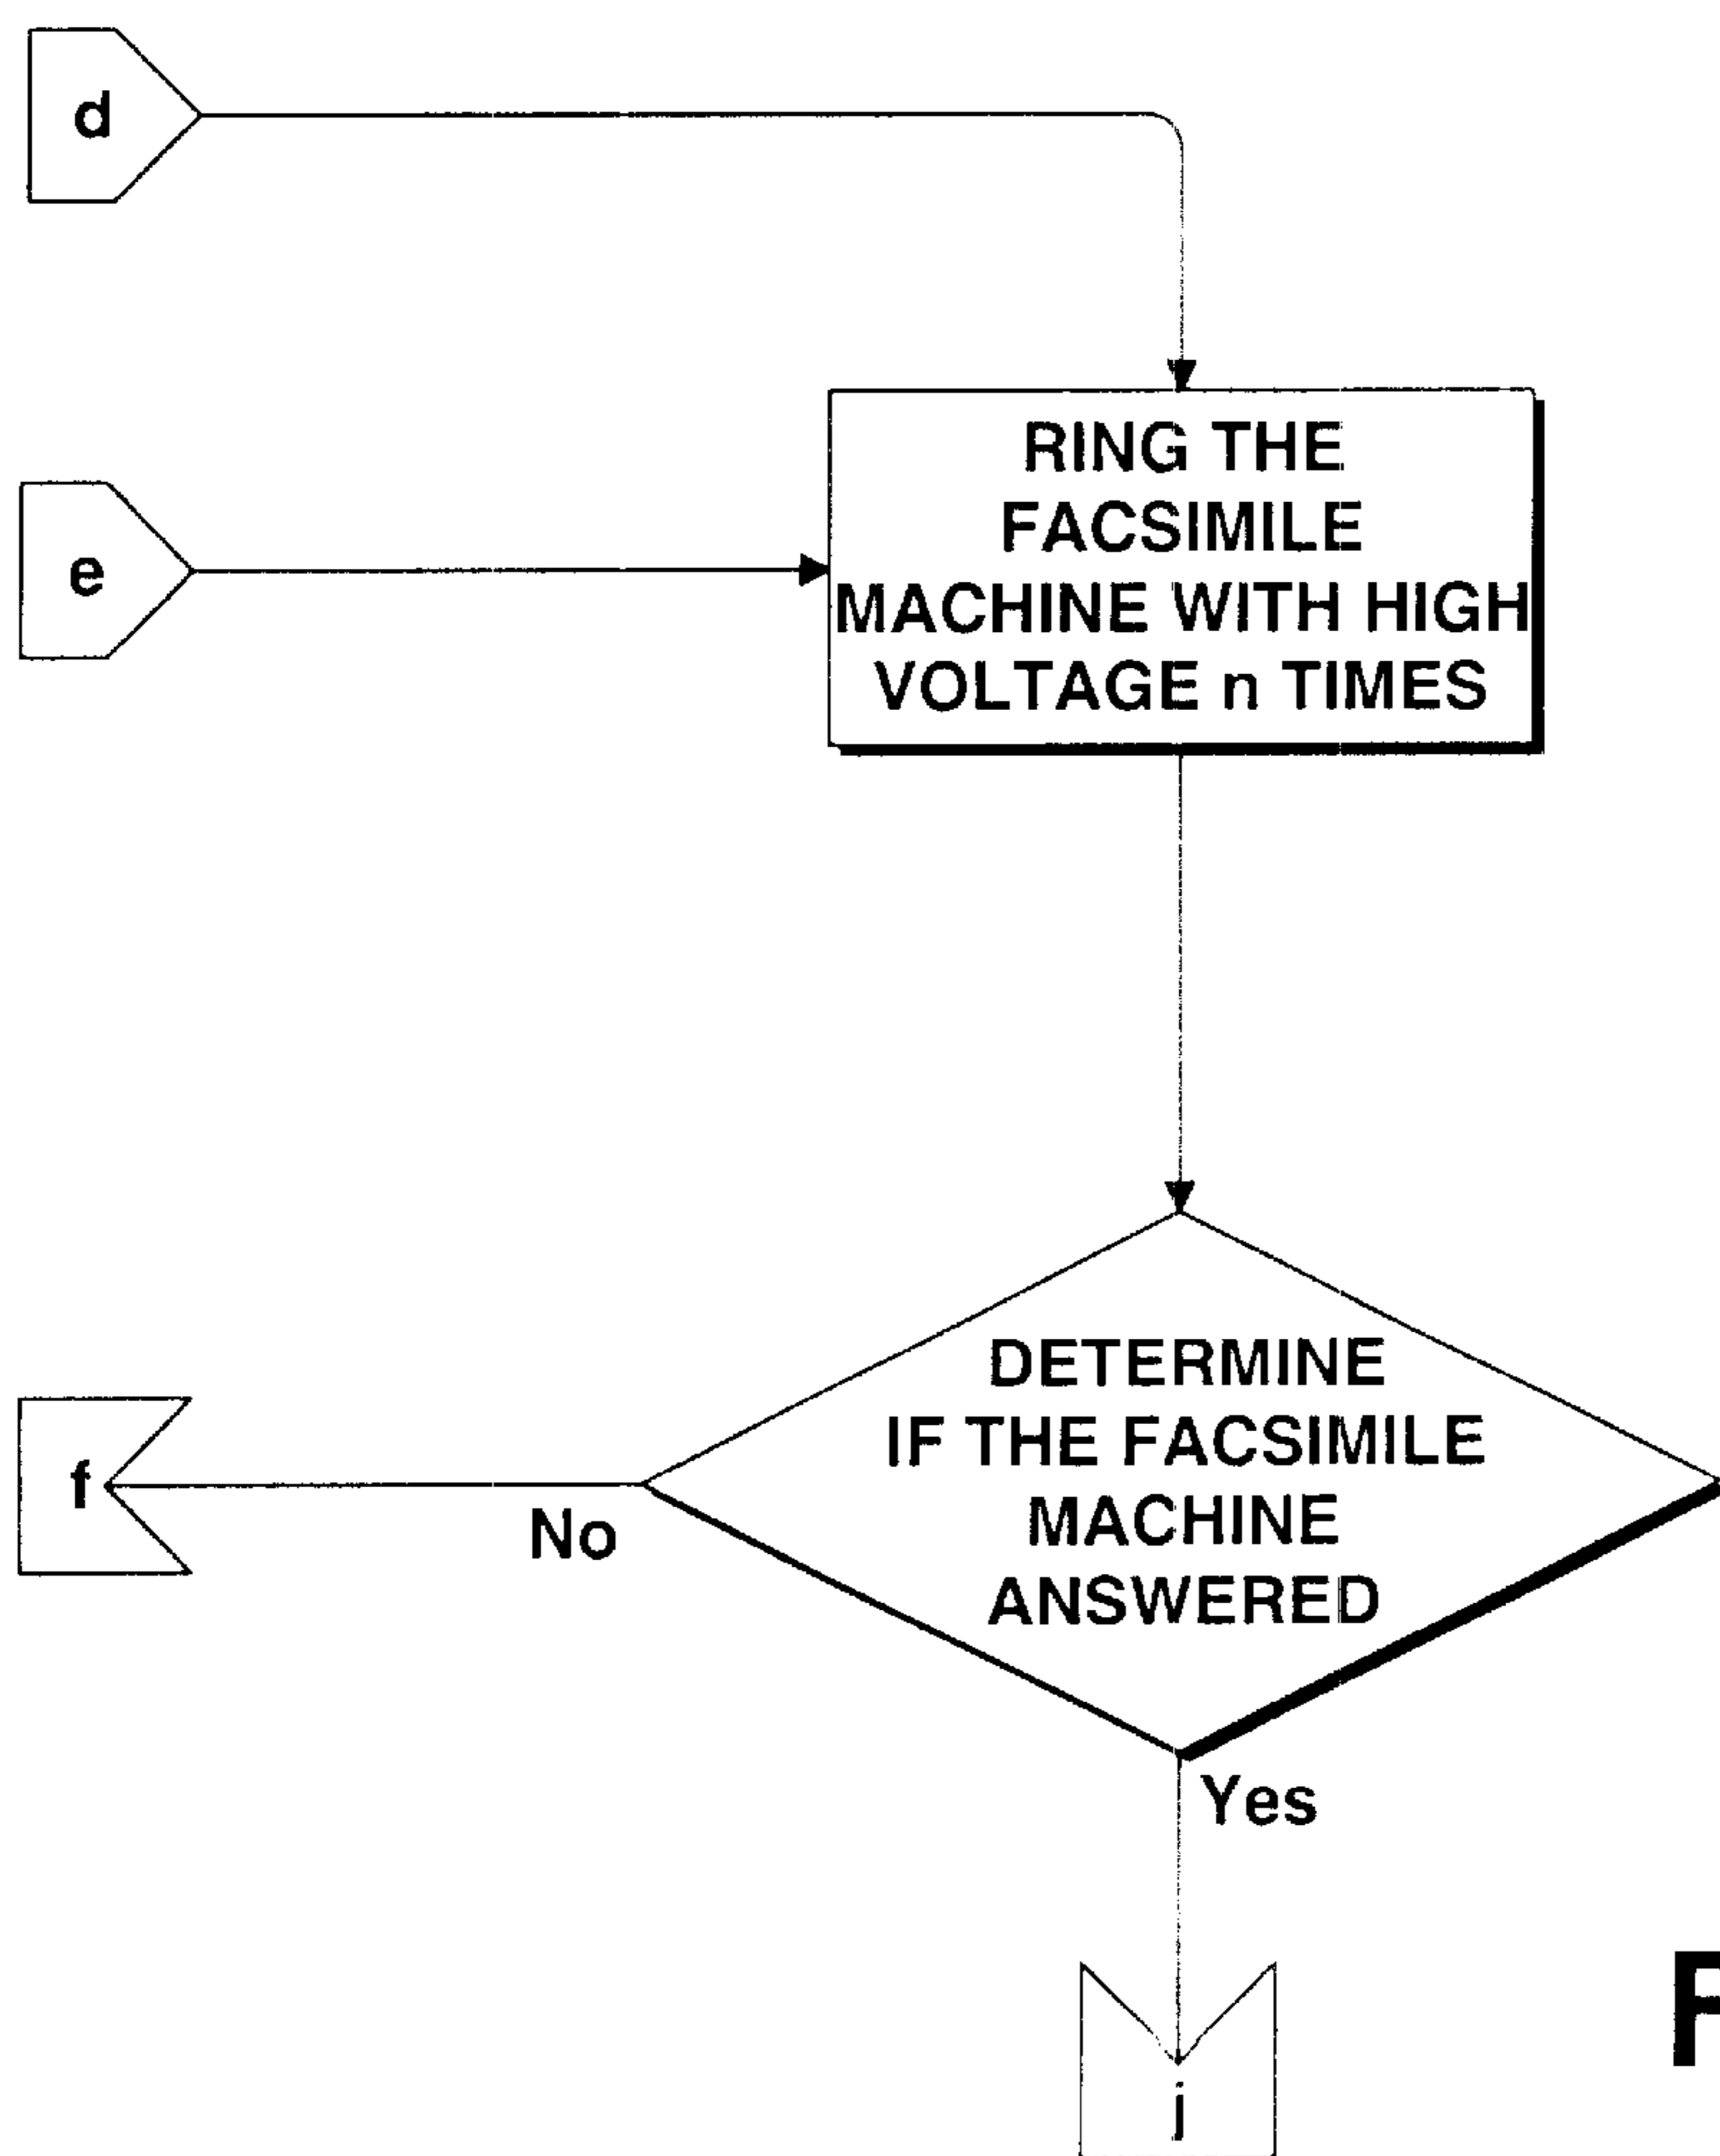 d
RING THE
FACSIMILE
MACHINE WITH HIGH
VOLTAGE n TIMES
e
DETERMINE
IF THE FACSIMILE
MACHINE
ANSWERED
f
No
Yes
j